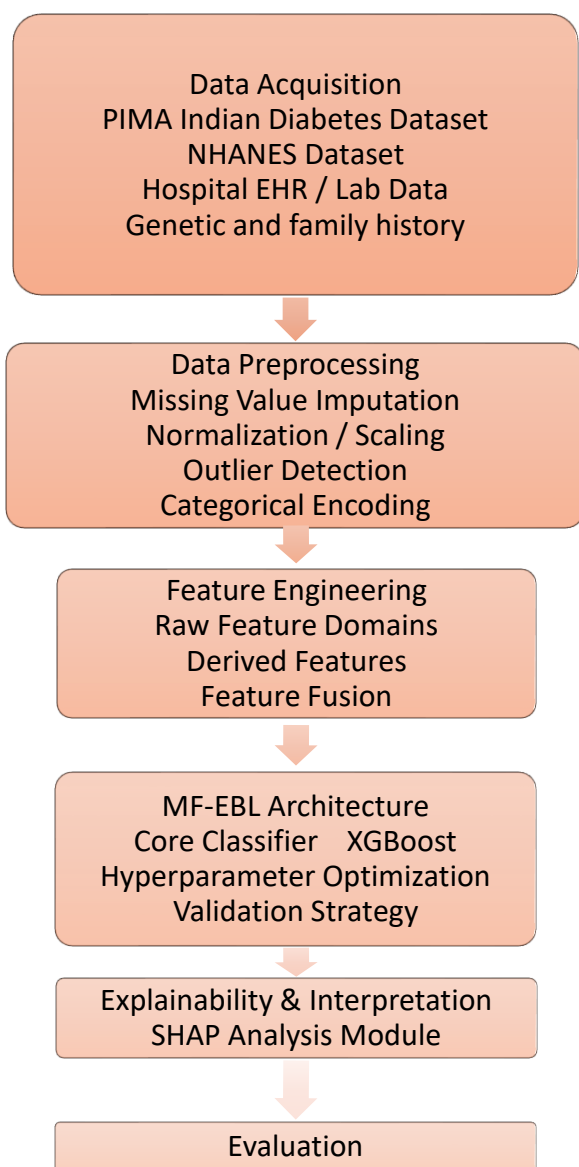 Data Acquisition
PIMA Indian Diabetes Dataset
NHANES Dataset
Hospital EHR / Lab Data
Genetic and family history
Data Preprocessing
Missing Value Imputation
Normalization / Scaling
Outlier Detection
Categorical Encoding
Feature Engineering
Raw Feature Domains
Derived Features
Feature Fusion
MF-EBL Architecture
Core Classifier XGBoost
Hyperparameter Optimization
Validation Strategy
Explainability & Interpretation
SHAP Analysis Module
Evaluation